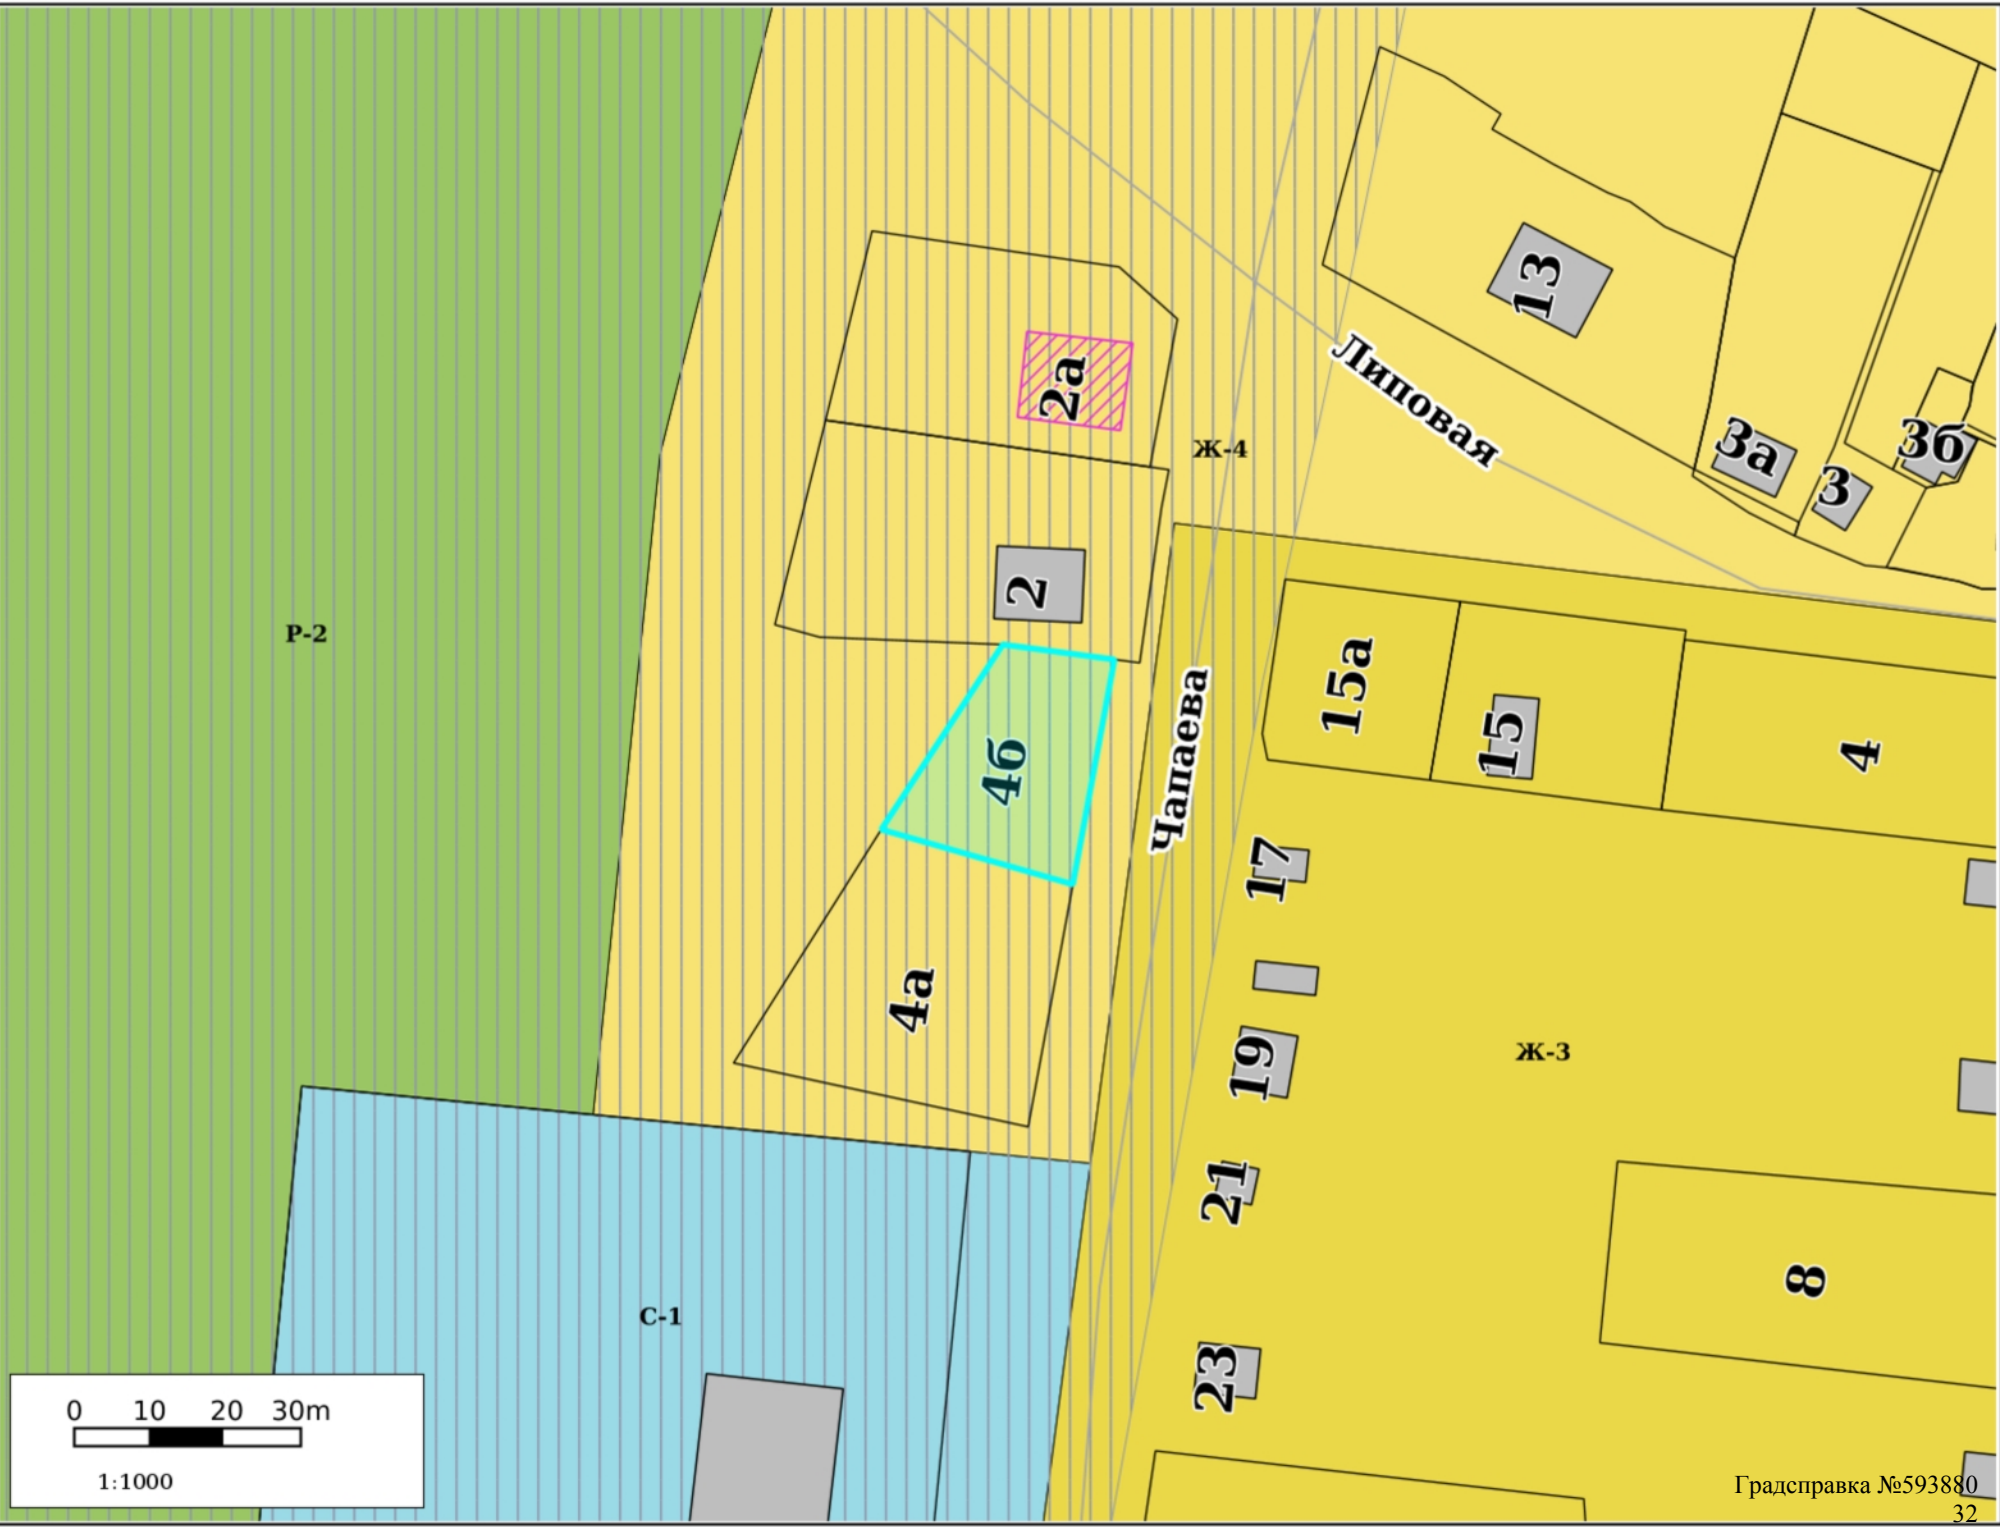 13
Липовая
2а
Ж-4
3а
3б
3
2
Р-2
15а
15
4
Чапаева
4б
17
4а
19
Ж-3
21
8
С-1
23
0 10 20 30m
1:1000
Градсправка №593880
32